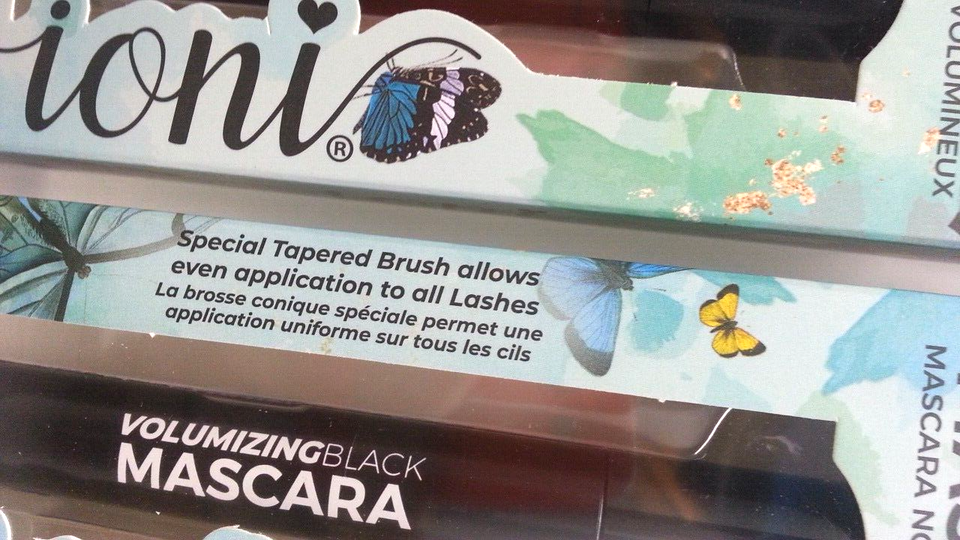 ioni®
Special Tapered Brush allows
even application to all Lashes
La brosse conique spéciale permet une
application uniforme sur tous les cils
VOLUMIZINGBLACK
MASCARA
VOLUMINEUX
MASCARA